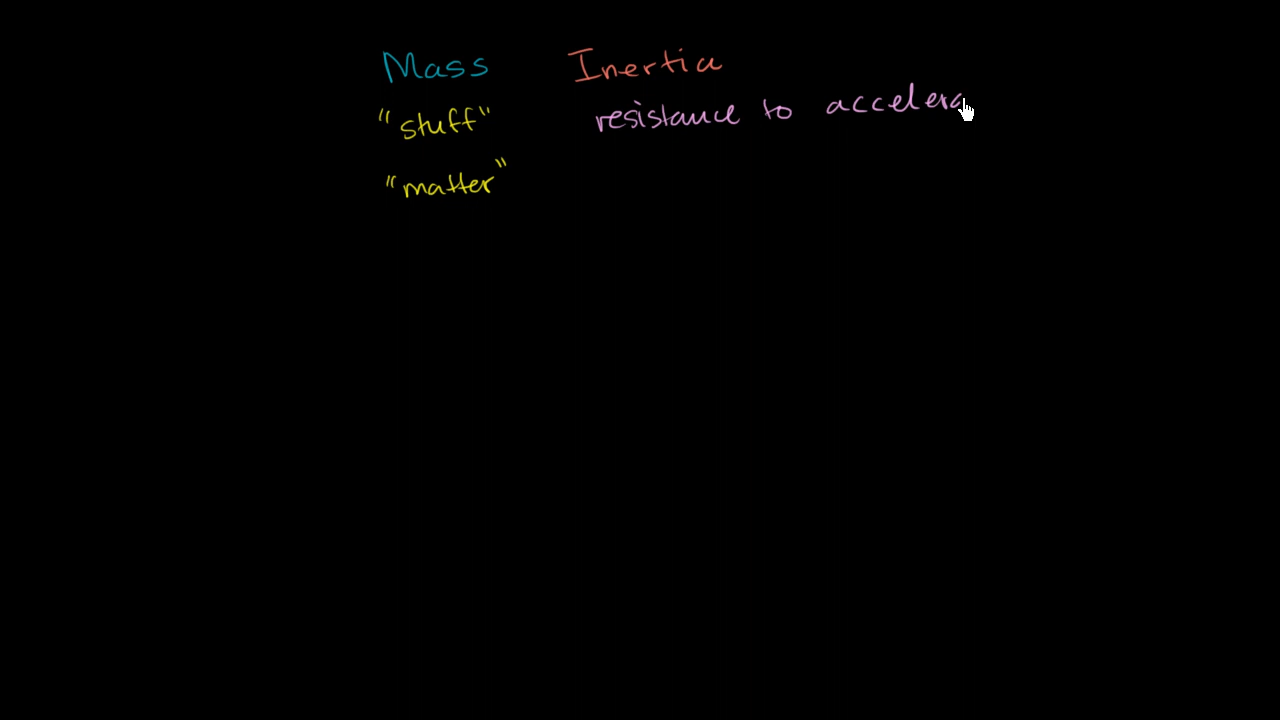 Mass Inertia
"stuff" resistance to accelera
"matter"